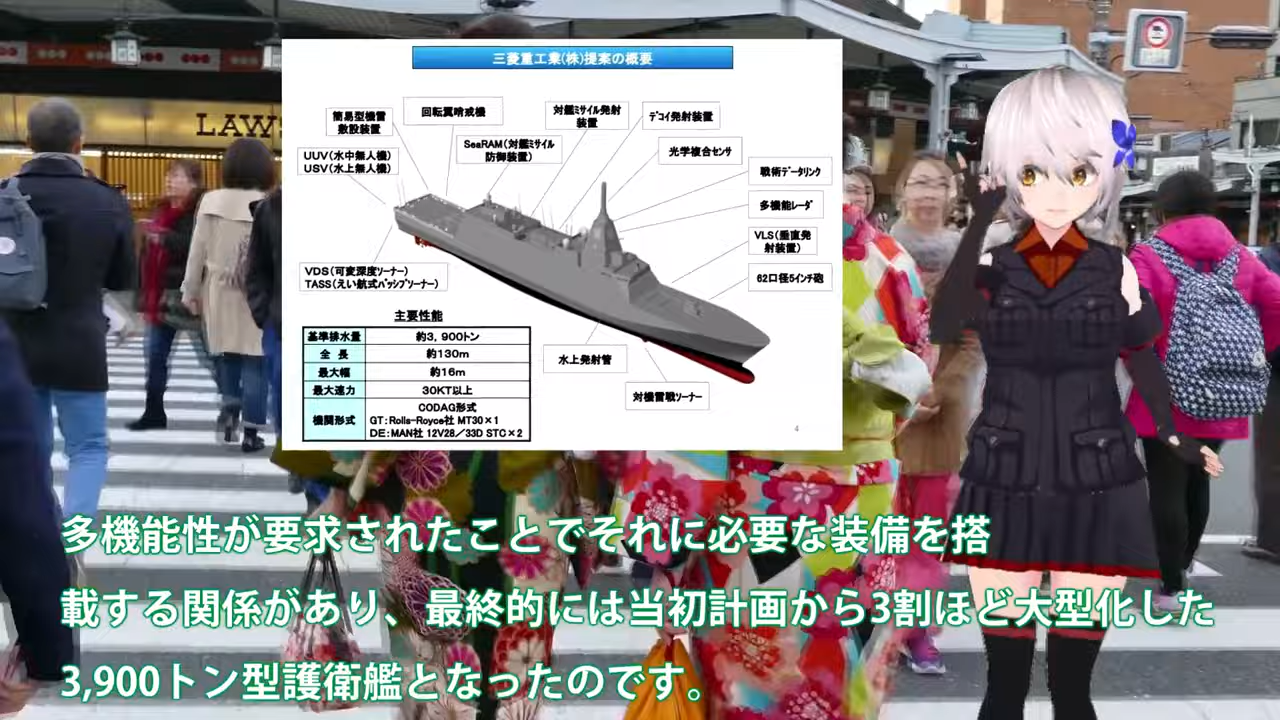 LAW
三菱重工業(株)提案の概要
簡易型機雷
敷設装置
回転翼哨戒機
対艦ミサイル発射
装置
デコイ発射装置
UUV(水中無人機)
USV(水上無人機)
SeaRAM(対艦ミサイル
防御装置)
光学複合センサ
戦術データリンク
多機能レーダ
VLS(垂直発
射装置)
62口径5インチ砲
VDS(可変深度ソーナー)
TASS(えい航式パッシブソーナー)
主要性能
基準排水量 約3,900トン
全 長 約130m
最大幅 約16m
最大速力 30KT以上
機関形式 CODAG形式
GT:Rolls-Royce社 MT30×1
DE:MAN社 12V28/33D STC×2
水上発射管
対機雷戦ソーナー
4
多機能性が要求されたことでそれに必要な装備を搭
載する関係があり、最終的には当初計画から3割ほど大型化した
3,900トン型護衛艦となったのです。